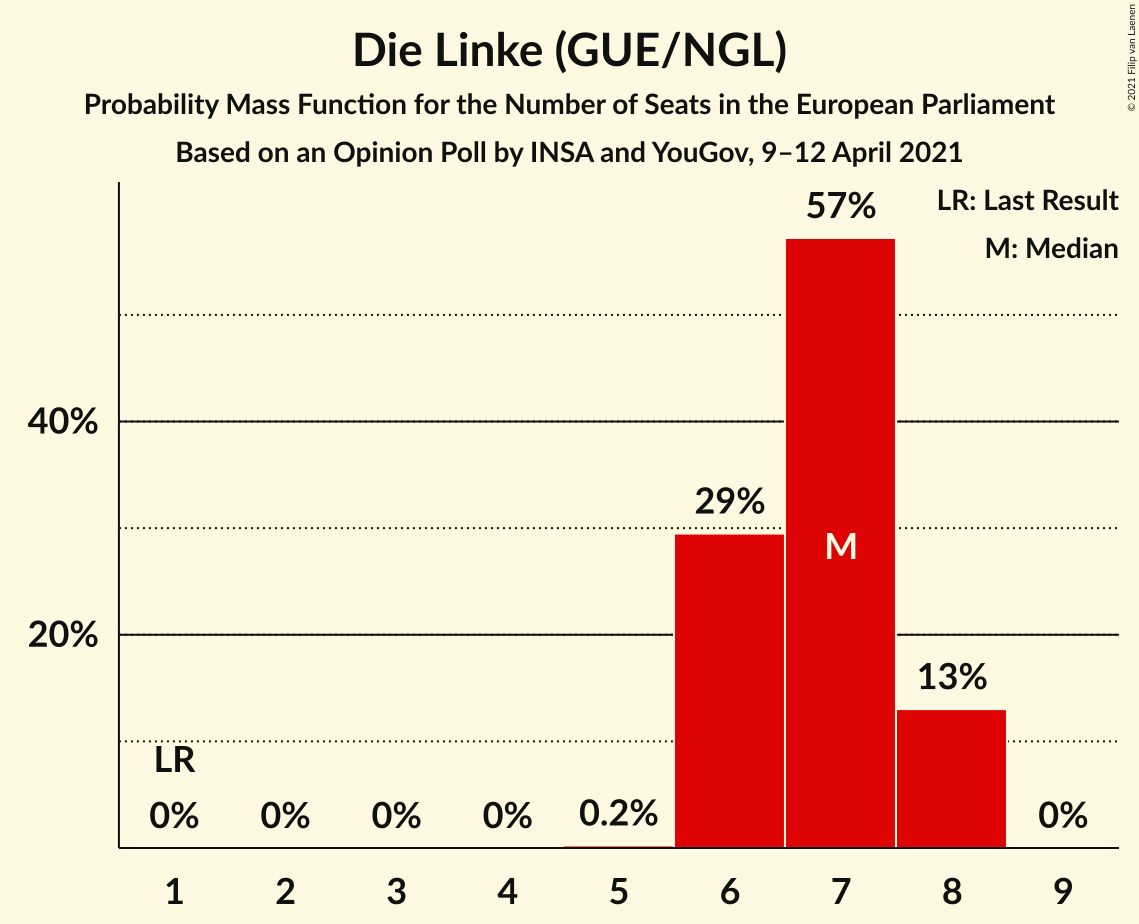 Die Linke (GUE/NGL)
Probability Mass Function for the Number of Seats in the European Parliament
Based on an Opinion Poll by INSA and YouGov, 9–12 April 2021
© 2021 Filip van Laenen
LR: Last Result
M: Median
57%
40%
29%
M
20%
13%
LR
0%
0%
0%
0%
0.2%
0%
1
2
3
4
5
6
7
8
9